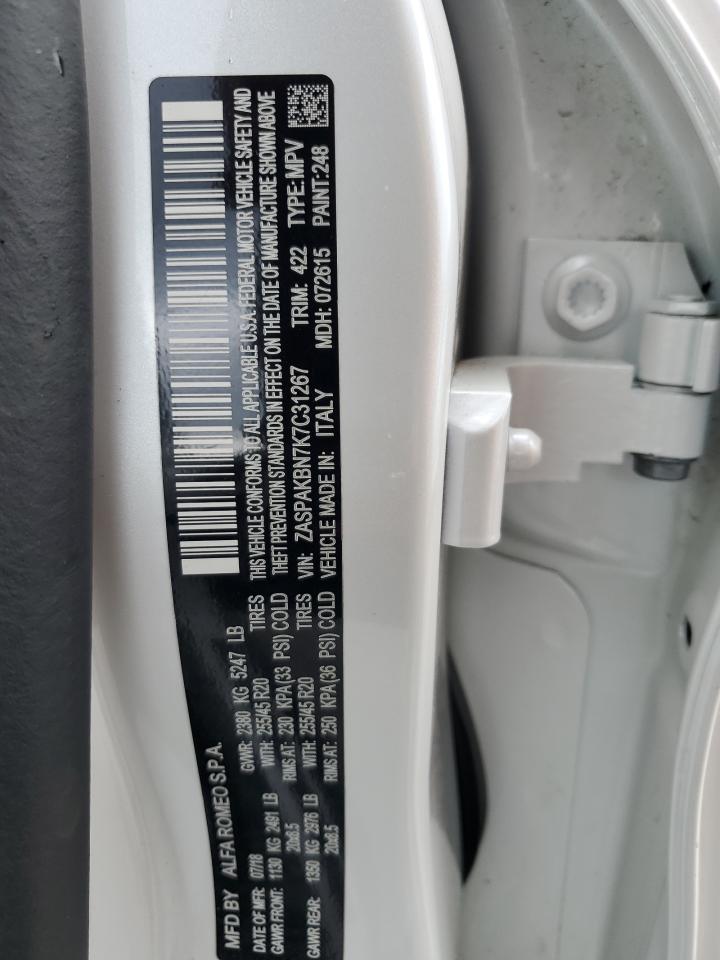 MFD BY ALFA ROMEO S.P.A.
DATE OF MFR: 07/18 GVWR: 2380 KG 5247 LB
GAWR FRONT: 1130 KG 2491 LB WITH: 255/45 R20 TIRES
20x8.5 RIMS AT: 230 KPA (33 PSI) COLD
GAWR REAR: 1350 KG 2976 LB WITH: 255/45 R20 TIRES
20x8.5 RIMS AT: 250 KPA (36 PSI) COLD
THIS VEHICLE CONFORMS TO ALL APPLICABLE U.S.A. FEDERAL MOTOR VEHICLE SAFETY AND
THEFT PREVENTION STANDARDS IN EFFECT ON THE DATE OF MANUFACTURE SHOWN ABOVE
VIN: ZASPAKBN7K7C31267 TRIM: 422 TYPE: MPV
VEHICLE MADE IN: ITALY MDH: 072615 PAINT: 248